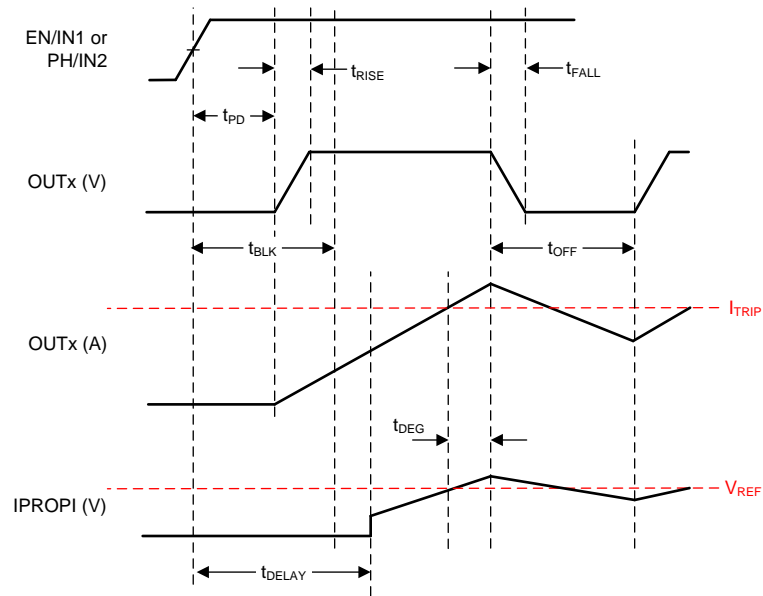 EN/IN1 or
PH/IN2
tRISE
tFALL
tPD
OUTx (V)
tBLK
tOFF
ITRIP
OUTx (A)
tDEG
VREF
IPROPI (V)
tDELAY